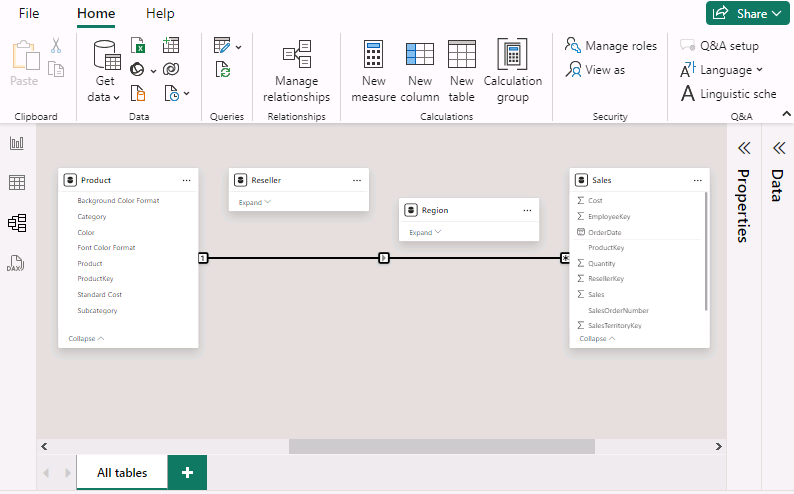 File Home Help Share
Paste
Get data
Manage relationships
New measure
New column
New table
Calculation group
Manage roles
View as
Q&A setup
Language
Linguistic sche
Clipboard Data Queries Relationships Calculations Security Q&A
DAX
Product
Background Color Format
Category
Color
Font Color Format
Product
ProductKey
Standard Cost
Subcategory
Collapse
Reseller
Expand
Region
Expand
1
*
Sales
Σ Cost
Σ EmployeeKey
OrderDate
ProductKey
Σ Quantity
Σ ResellerKey
Σ Sales
SalesOrderNumber
Σ SalesTerritoryKey
Collapse
Properties
Data
All tables +